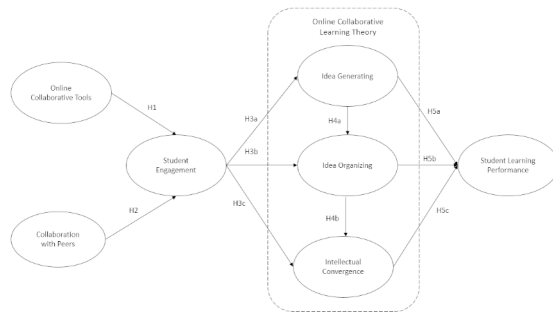 Online Collaborative
Learning Theory
Online
Collaborative Tools
H1
Idea Generating
H3a
H4a
H5a
Student
Engagement
H3b
Idea Organizing
H5b
Student Learning
Performance
H2
H3c
H4b
H5c
Collaboration
with Peers
Intellectual
Convergence